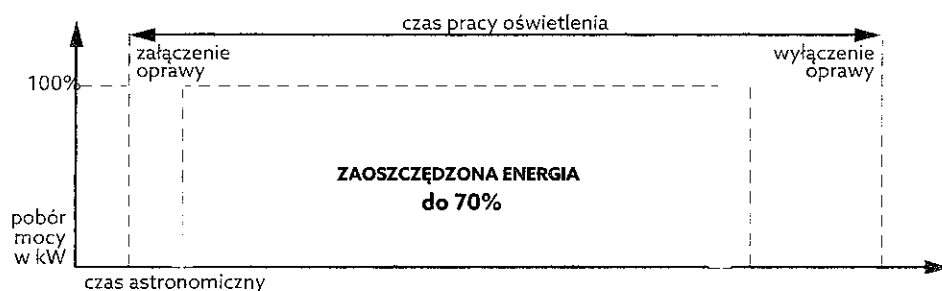 czas pracy oświetlenia
załączenie
oprawy
wyłączenie
oprawy
100%
ZAOSZCZĘDZONA ENERGIA
do 70%
pobór
mocy
w kW
czas astronomiczny